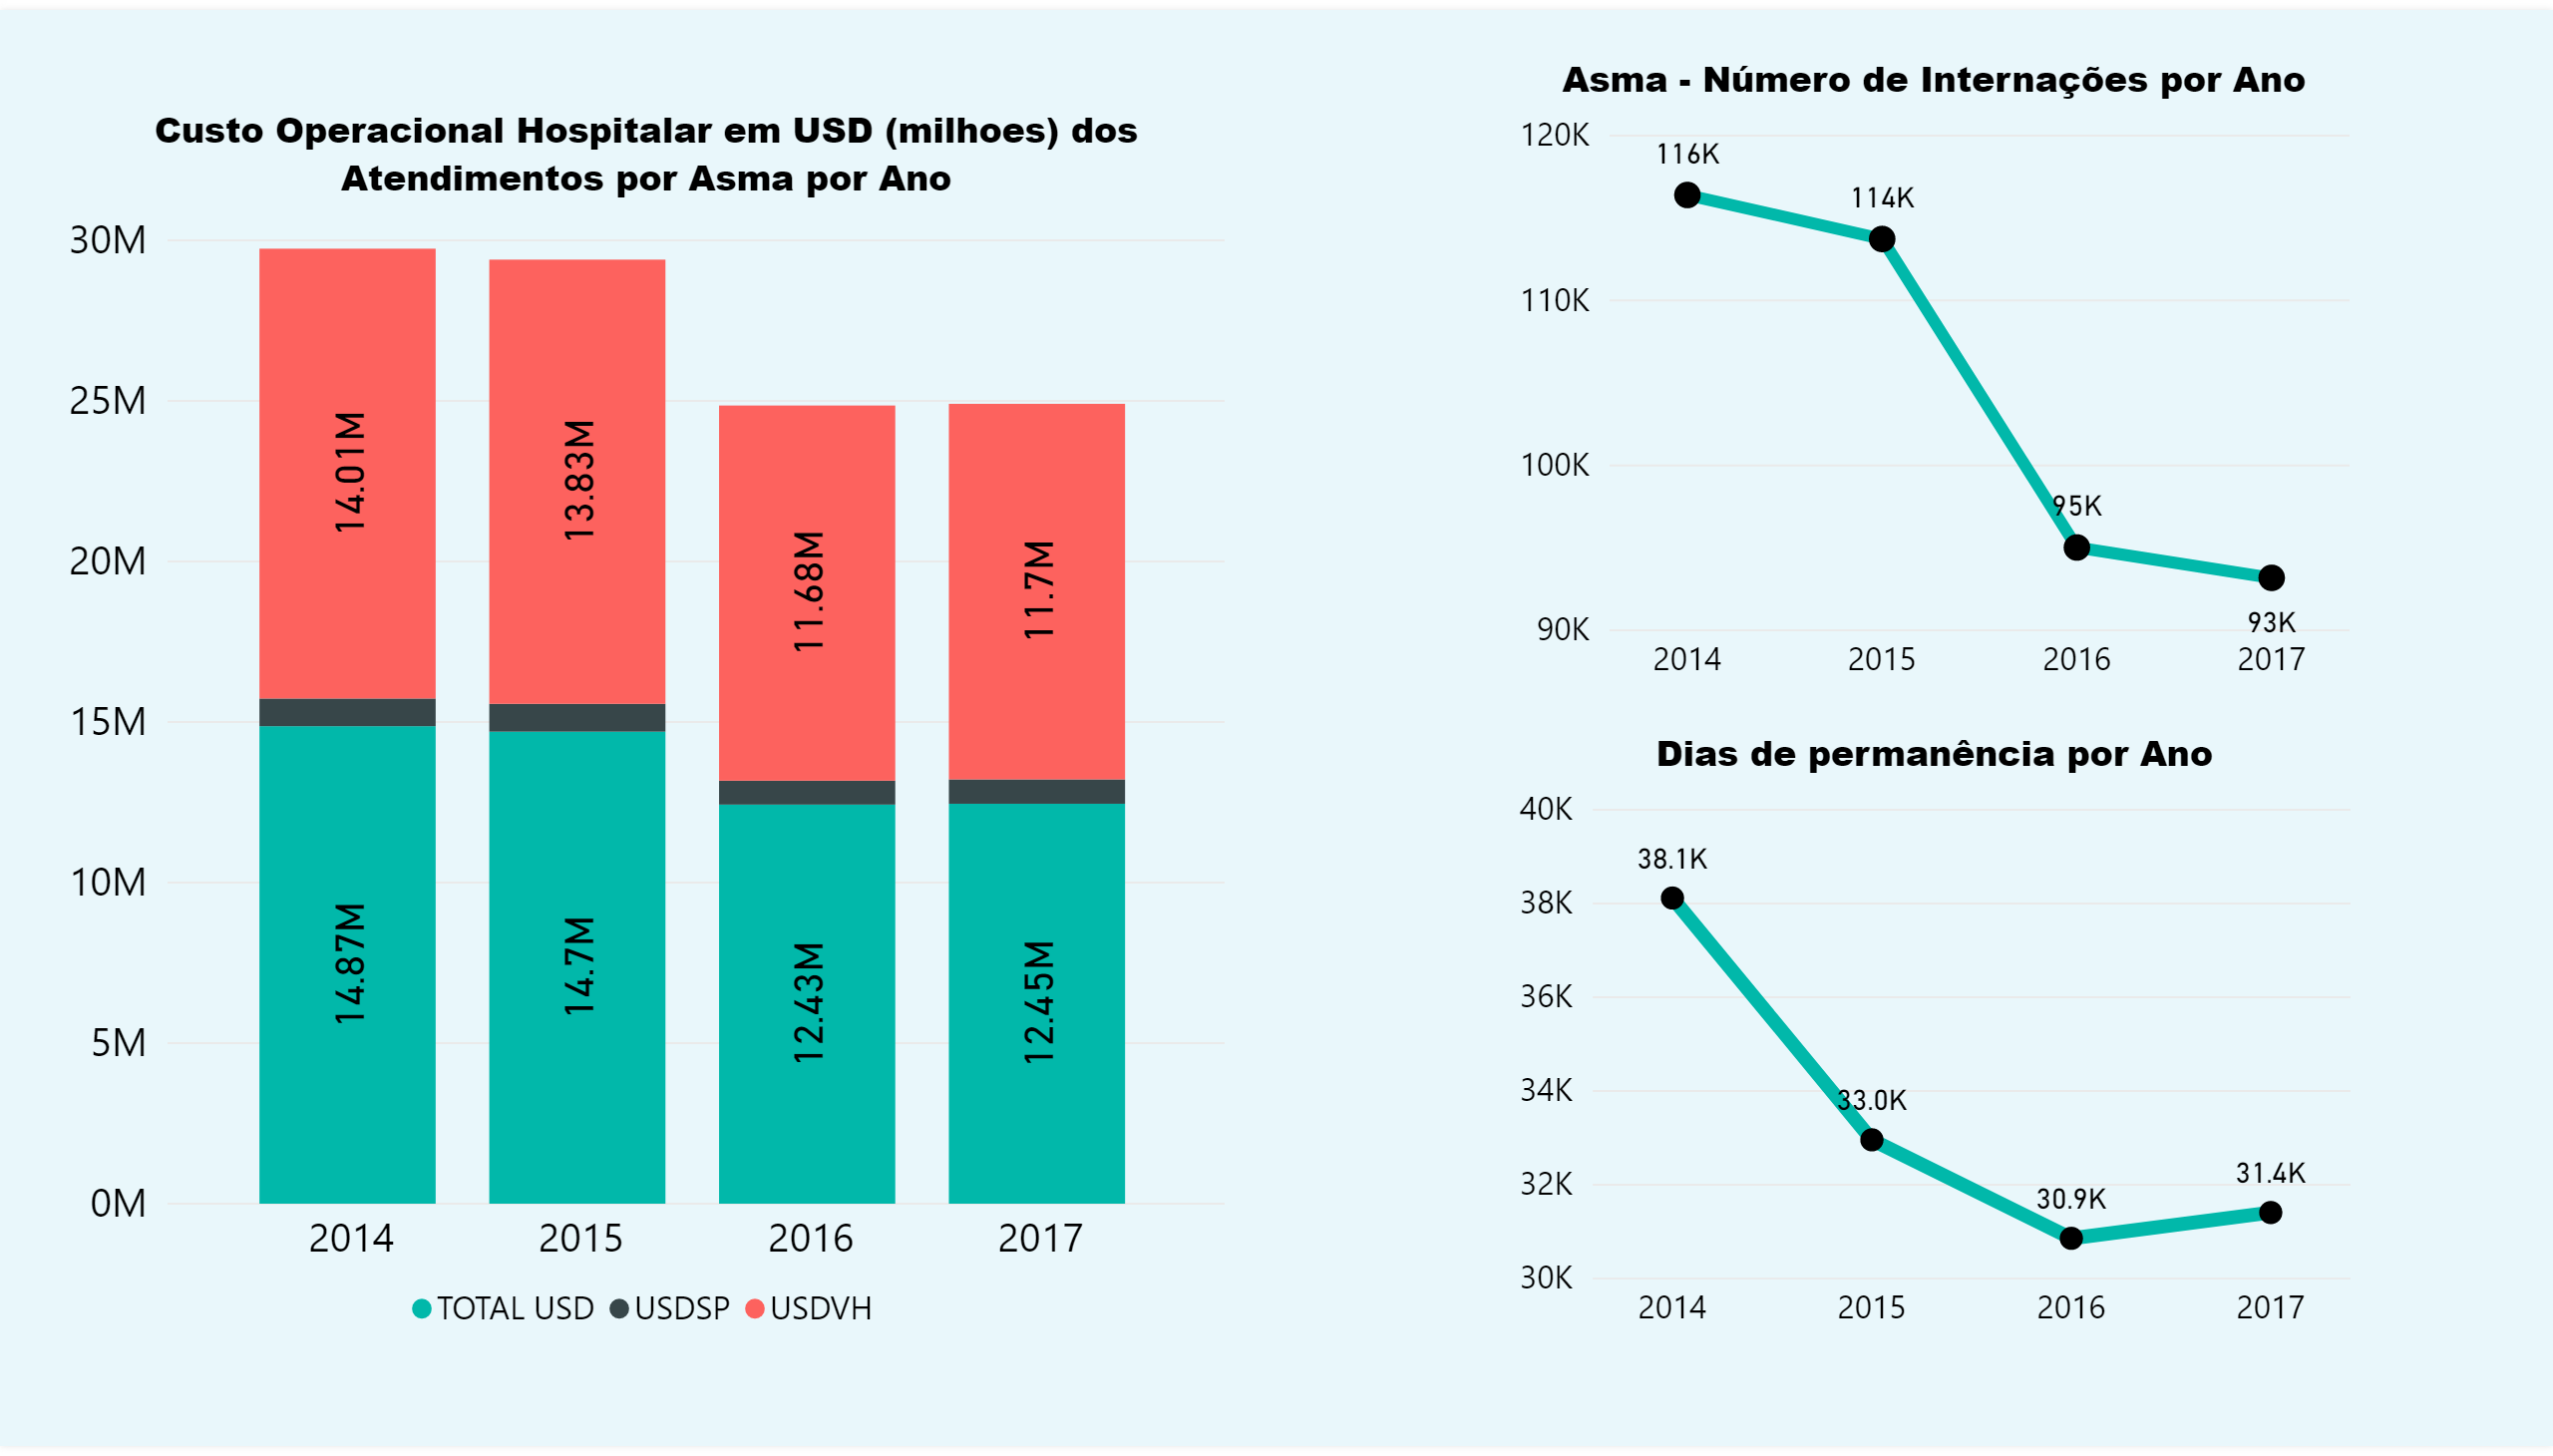 Custo Operacional Hospitalar em USD (milhoes) dos
Atendimentos por Asma por Ano
30M
25M
20M
15M
10M
5M
0M
14.01M
13.83M
11.68M
11.7M
14.87M
14.7M
12.43M
12.45M
2014
2015
2016
2017
TOTAL USD
USDSP
USDVH
Asma - Número de Internações por Ano
120K
110K
100K
90K
116K
114K
95K
93K
2014
2015
2016
2017
Dias de permanência por Ano
40K
38K
36K
34K
32K
30K
38.1K
33.0K
30.9K
31.4K
2014
2015
2016
2017